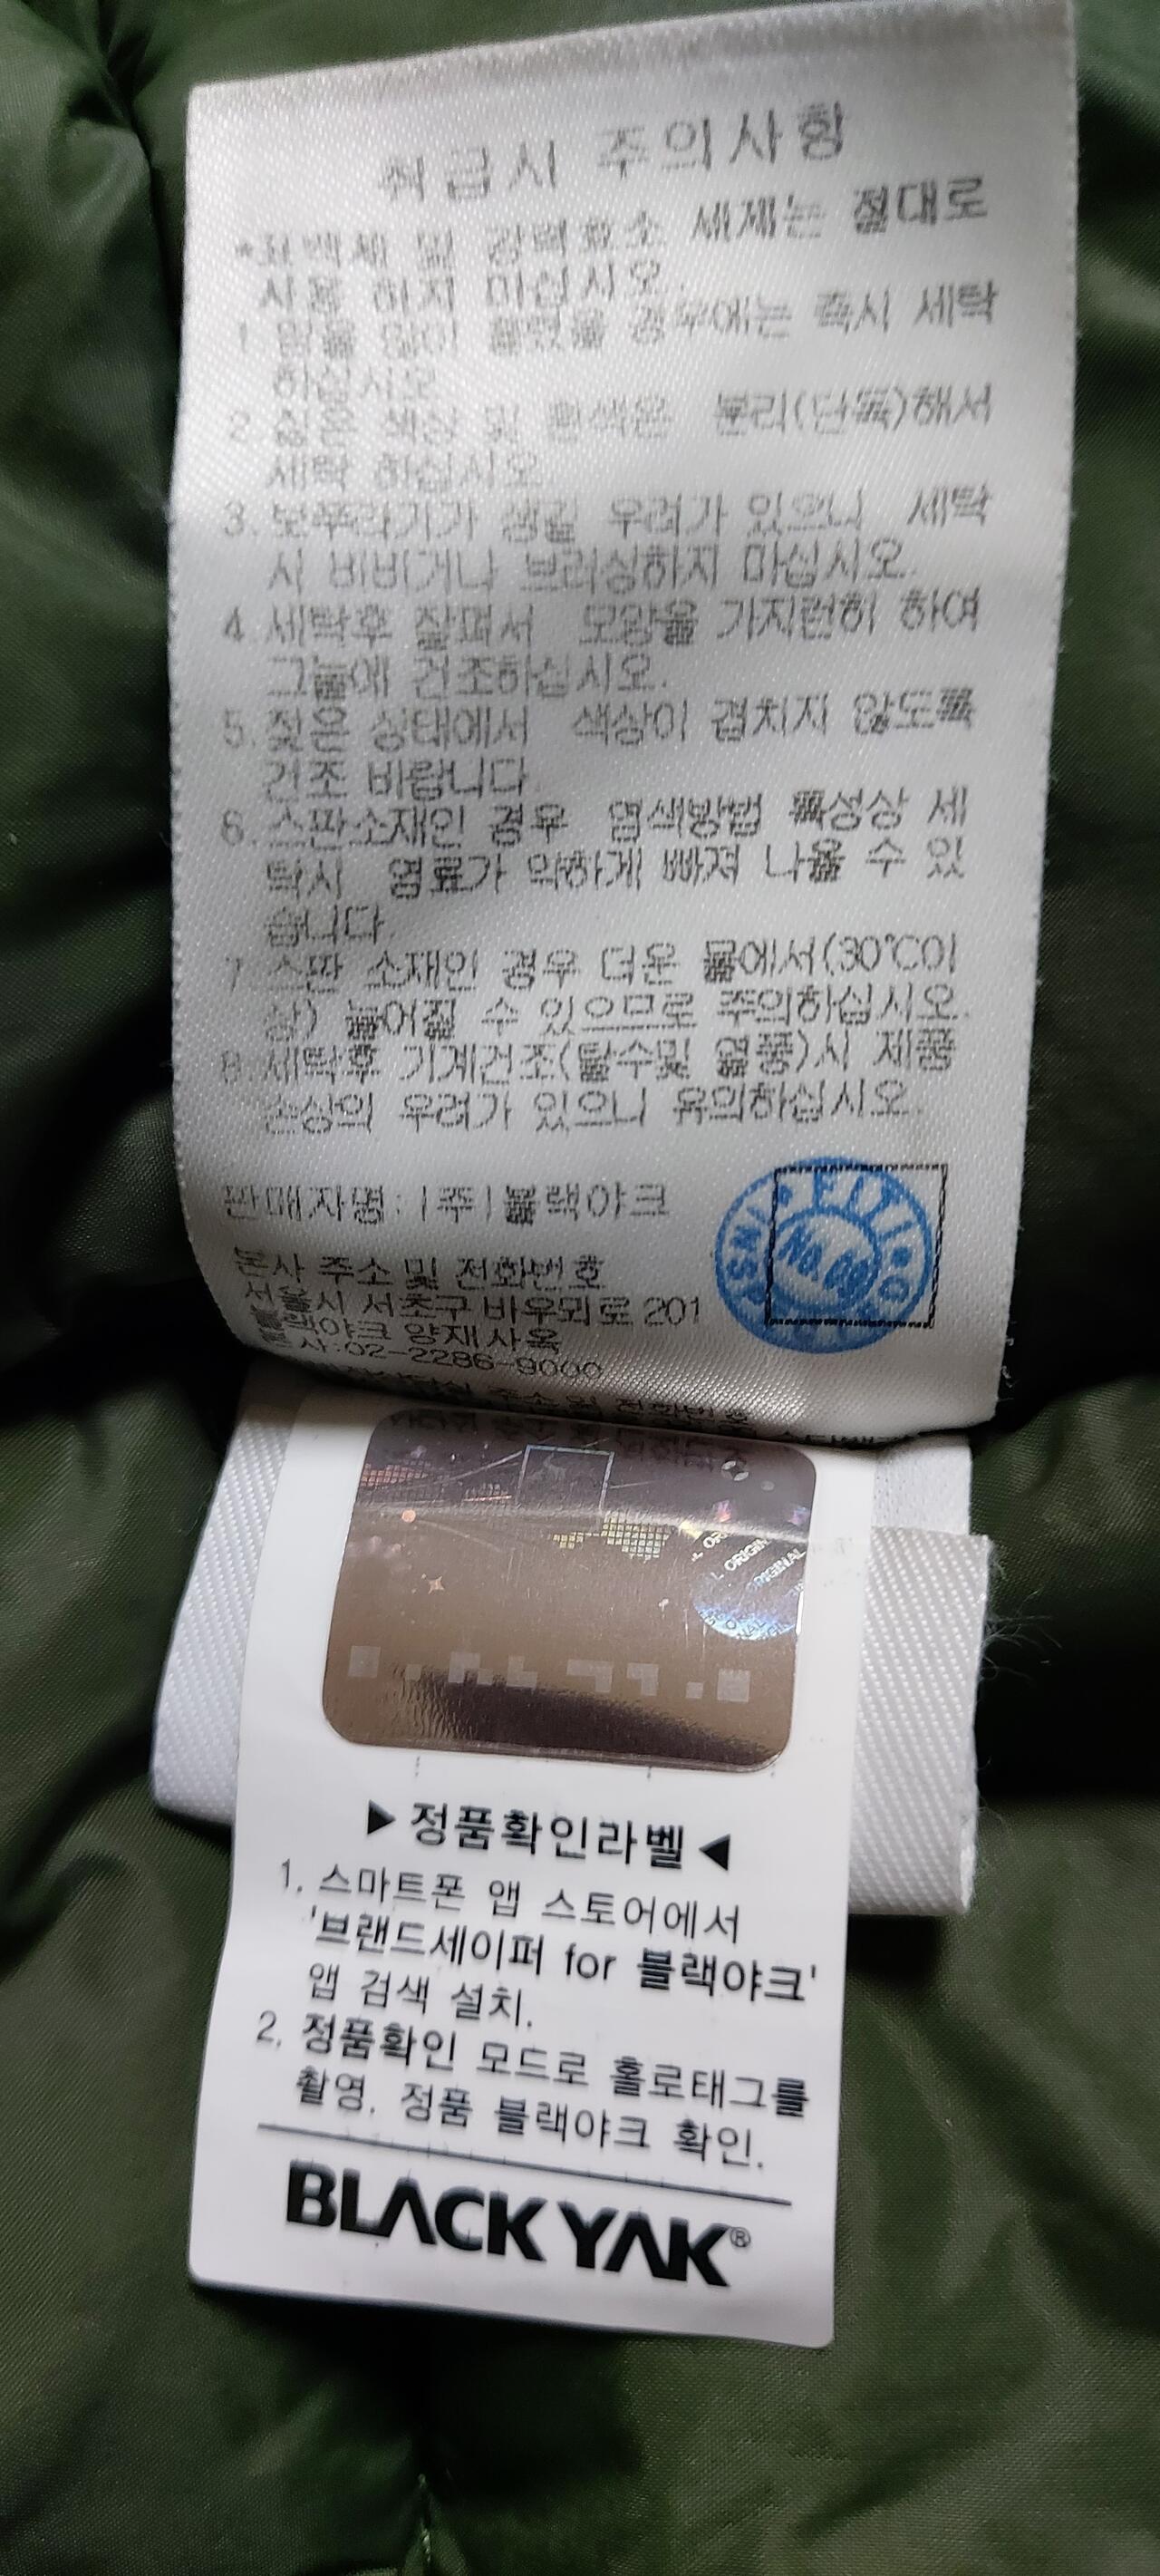 취급시 주의사항
*표백제 및 강력효소 세제는 절대로
사용 하지 마십시오.
1. 땀을 많이 흘렸을 경우에는 즉시 세탁
하십시오
2. 짙은 색상 및 흰색은 분리(단독)해서
세탁 하십시오.
3. 보푸라기가 생길 우려가 있으니 세탁
시 비비거나 브러싱하지 마십시오.
4. 세탁후 잘펴서 모양을 가지런히 하여
그늘에 건조하십시오.
5. 젖은 상태에서 색상이 겹치지 않도록
건조 바랍니다.
6. 스판소재인 경우 염색방법 특성상 세
탁시 염료가 약하게 빠져 나올 수 있
습니다.
7. 스판 소재인 경우 더운 물에서(30℃이
상) 늘어질 수 있으므로 주의하십시오.
8. 세탁후 기계건조(탈수및 열풍)시 제품
손상의 우려가 있으니 유의하십시오.
판매자명:(주)블랙야크
FITI
INS
No.09
본사 주소 및 전화번호
서울시 서초구 바우뫼로 201
블랙야크 양재사옥
본사:02-2286-9000
주소 및 전화번호
ORIGINAL
▶정품확인라벨◀
1. 스마트폰 앱 스토어에서
'브랜드세이퍼 for 블랙야크'
앱 검색 설치.
2. 정품확인 모드로 홀로태그를
촬영. 정품 블랙야크 확인.
BLACKYAK®